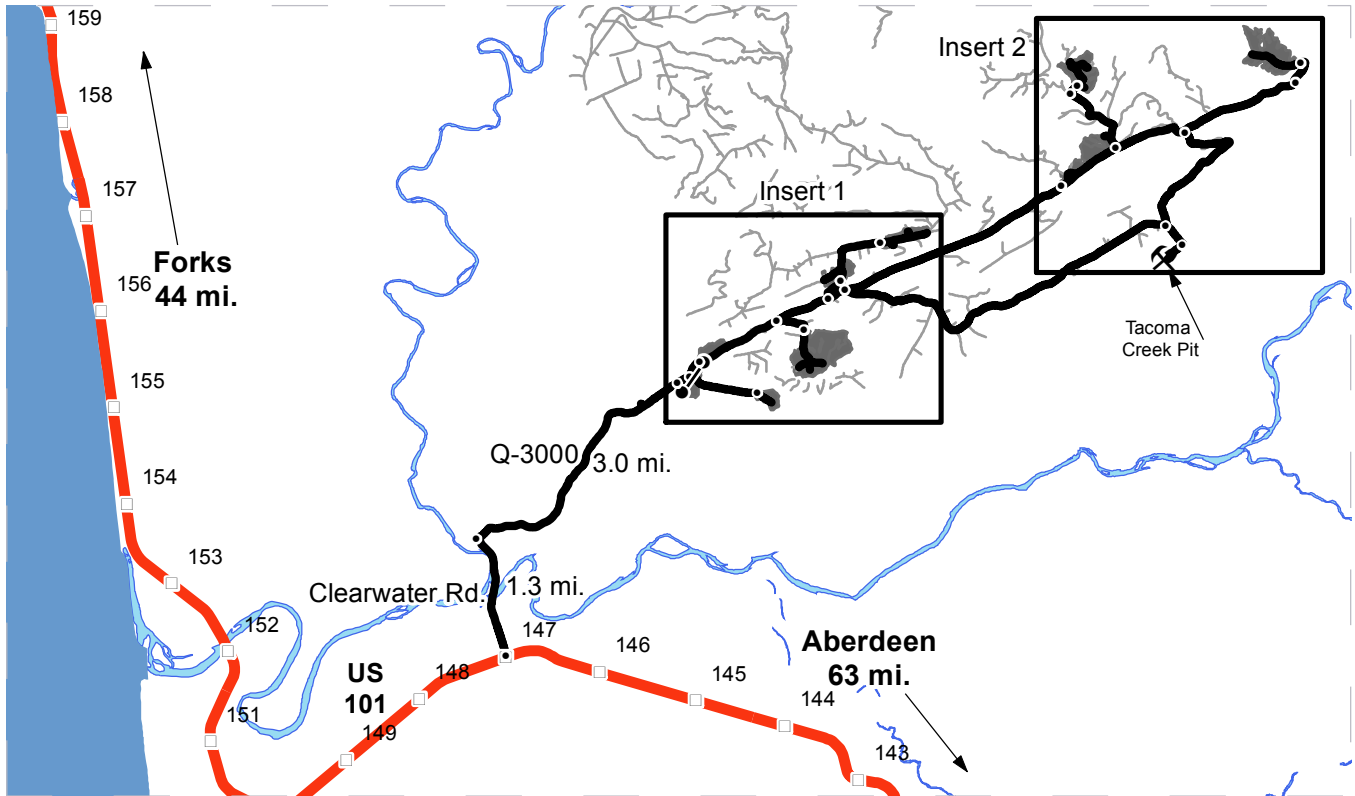 159
158
157
Forks
44 mi.
156
155
154
153
152
151
US
101
149
148
147
146
145
144
143
Aberdeen
63 mi.
Clearwater Rd.
1.3 mi.
Q-3000
3.0 mi.
Insert 1
Insert 2
Tacoma
Creek Pit